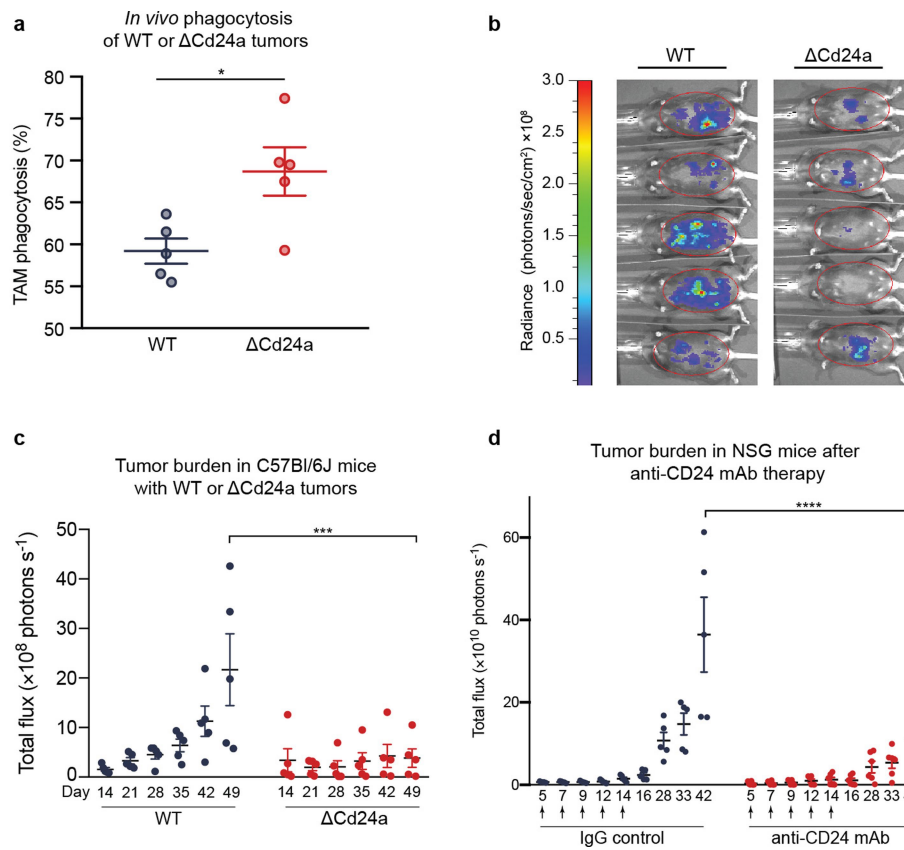 a
In vivo phagocytosis
of WT or ΔCd24a tumors
*
TAM phagocytosis (%)
80
75
70
65
60
55
50
WT
ΔCd24a
b
WT
ΔCd24a
Radiance (photons/sec/cm²) ×10⁸
3.0
2.5
2.0
1.5
1.0
0.5
c
Tumor burden in C57Bl/6J mice
with WT or ΔCd24a tumors
***
Total flux (×10⁸ photons s⁻¹)
50
40
30
20
10
0
Day 14 21 28 35 42 49 14 21 28 35 42 49
WT
ΔCd24a
d
Tumor burden in NSG mice after
anti-CD24 mAb therapy
****
Total flux (×10¹⁰ photons s⁻¹)
60
40
20
0
5 7 9 12 14 16 28 33 42 5 7 9 12 14 16 28 33
IgG control
anti-CD24 mAb